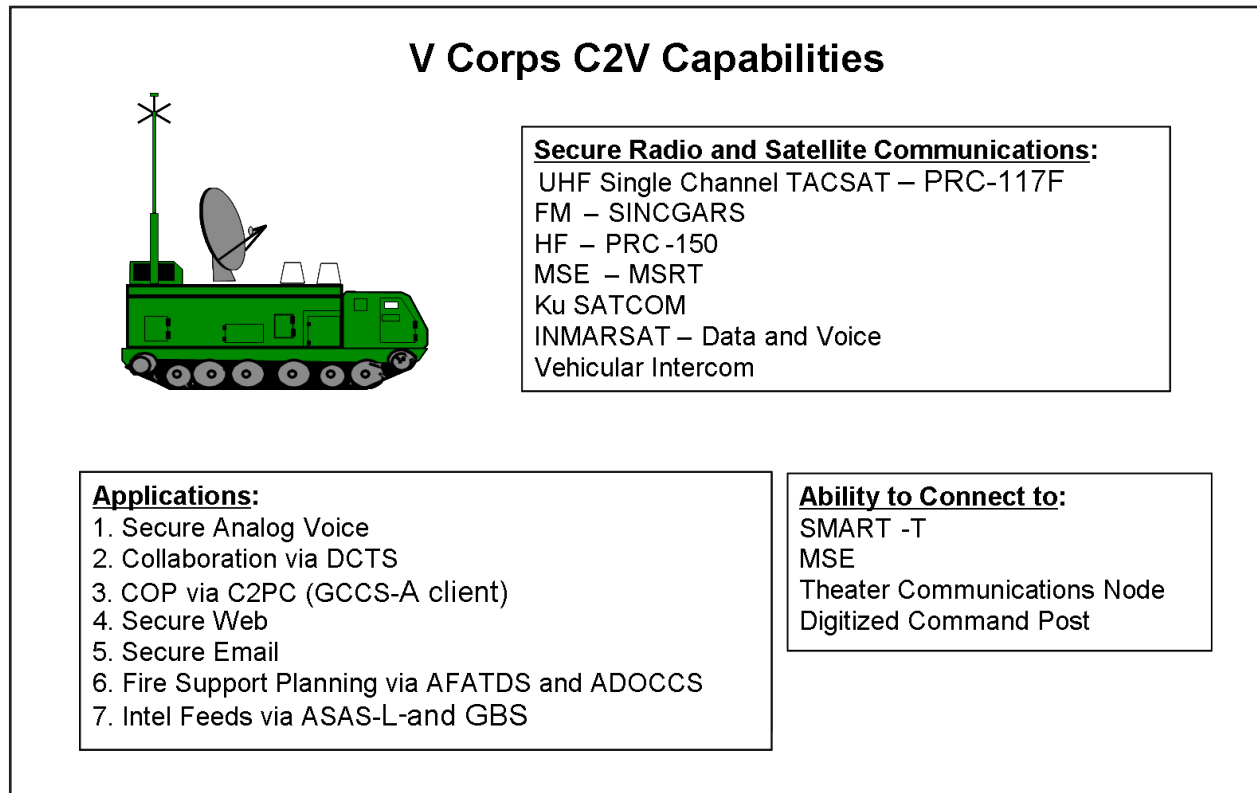 V Corps C2V Capabilities
Secure Radio and Satellite Communications:
UHF Single Channel TACSAT – PRC-117F
FM – SINCGARS
HF – PRC -150
MSE – MSRT
Ku SATCOM
INMARSAT – Data and Voice
Vehicular Intercom
Applications:
1. Secure Analog Voice
2. Collaboration via DCTS
3. COP via C2PC (GCCS-A client)
4. Secure Web
5. Secure Email
6. Fire Support Planning via AFATDS and ADOCCS
7. Intel Feeds via ASAS-L-and GBS
Ability to Connect to:
SMART -T
MSE
Theater Communications Node
Digitized Command Post